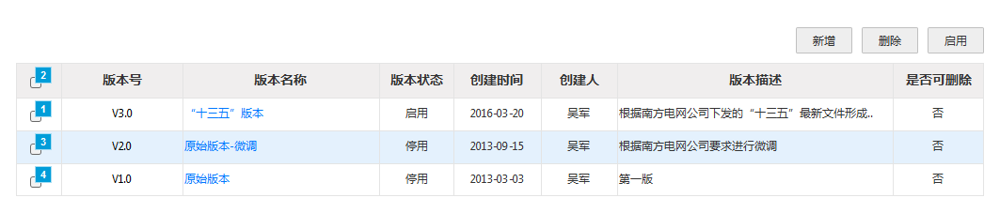 新增 删除 启用
2 版本号 版本名称 版本状态 创建时间 创建人 版本描述 是否可删除
1 V3.0 “十三五”版本 启用 2016-03-20 吴军 根据南方电网公司下发的“十三五”最新文件形成..  否
3 V2.0 原始版本-微调 停用 2013-09-15 吴军 根据南方电网公司要求进行微调 否
4 V1.0 原始版本 停用 2013-03-03 吴军 第一版 否